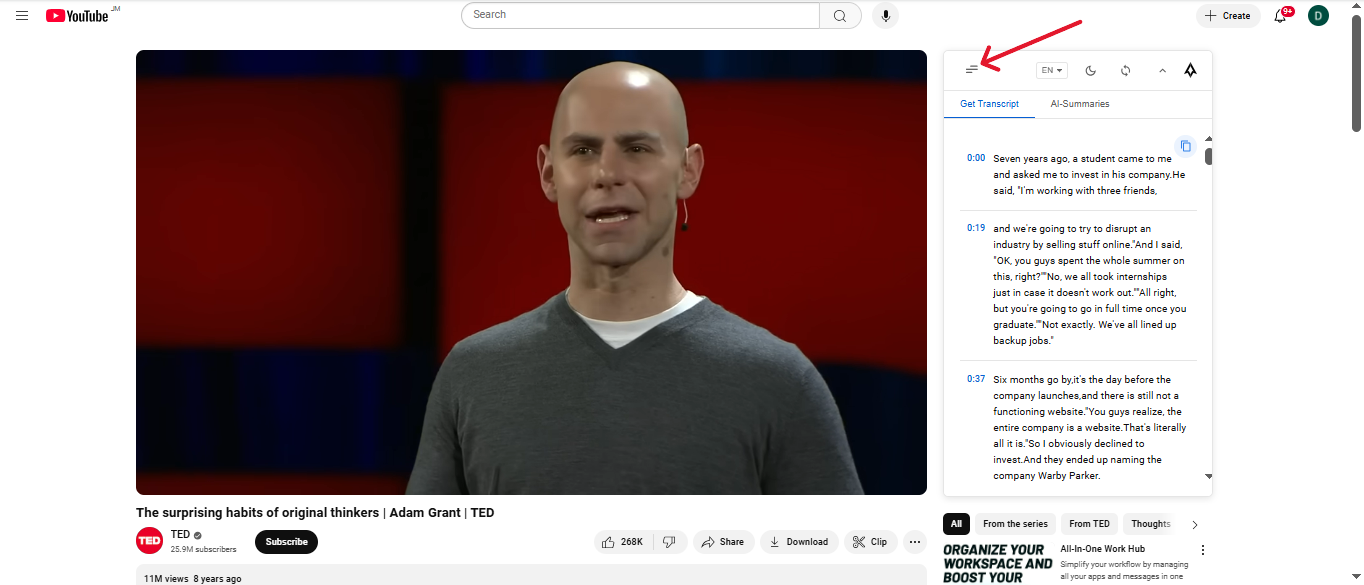 YouTube JM
Search
Create
9+
D
EN
Get Transcript AI-Summaries
0:00 Seven years ago, a student came to me
and asked me to invest in his company.He
said, "I'm working with three friends,
0:19 and we're going to try to disrupt an
industry by selling stuff online."And I said,
"OK, you guys spent the whole summer on
this, right?""No, we all took internships
just in case it doesn't work out.""All right,
but you're going to go in full time once you
graduate.""Not exactly. We've all lined up
backup jobs."
0:37 Six months go by,it's the day before the
company launches,and there is still not a
functioning website."You guys realize, the
entire company is a website.That's literally
all it is."So I obviously declined to
invest.And they ended up naming the
company Warby Parker.
The surprising habits of original thinkers | Adam Grant | TED
TED
TED
25.9M subscribers
Subscribe
268K
Share
Download
Clip
11M views 8 years ago
All From the series From TED Thoughts
ORGANIZE YOUR
WORKSPACE AND
BOOST YOUR
All-In-One Work Hub
Simplify your workflow by managing
all your apps and messages in one